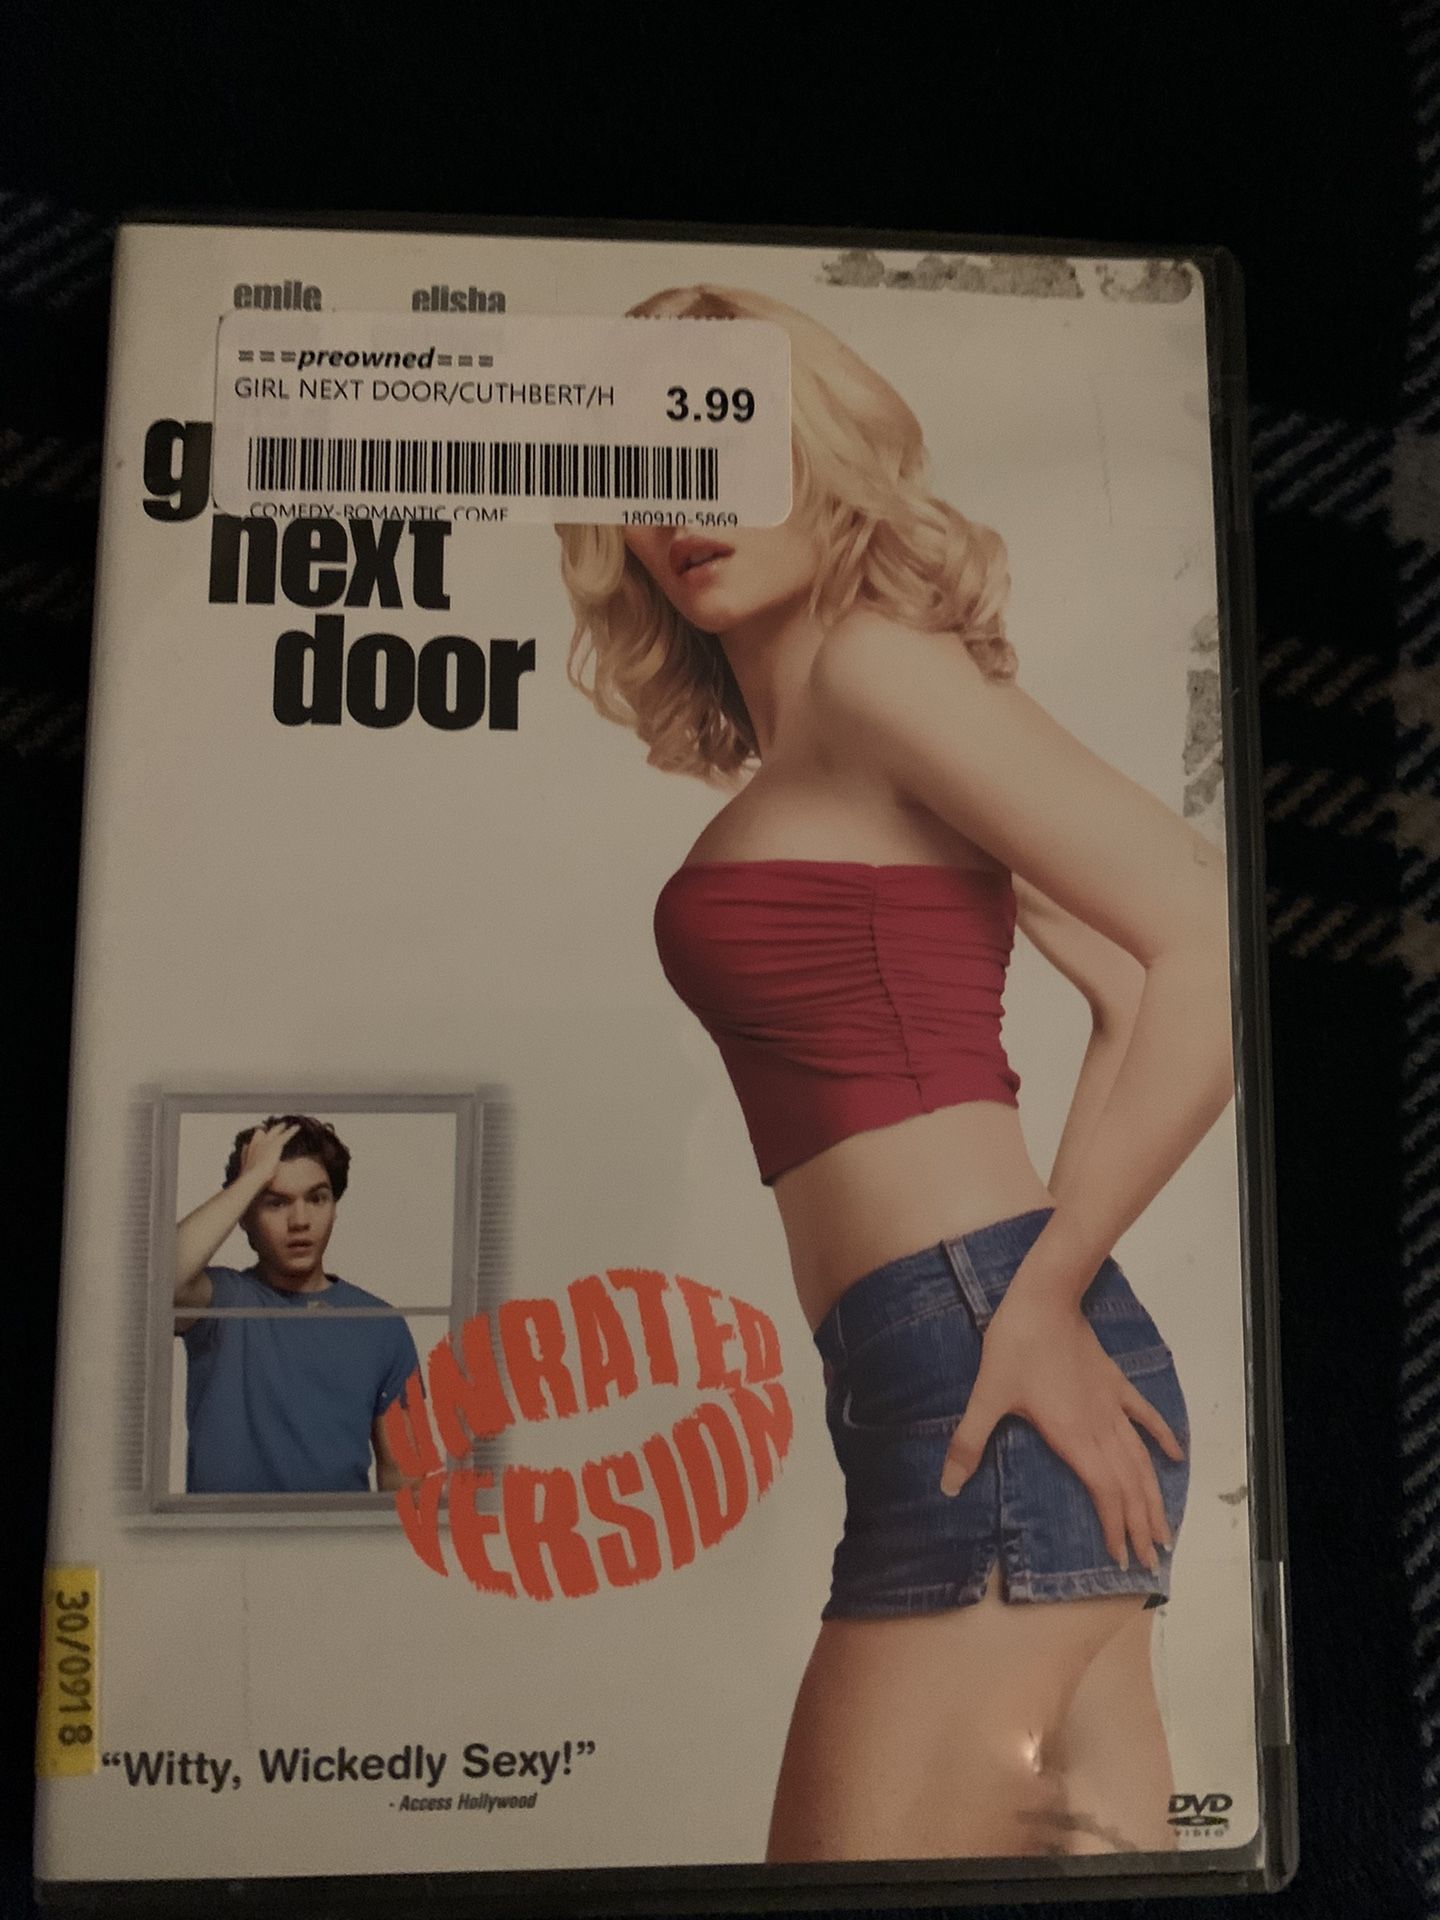 emile elisha
===preowned===
GIRL NEXT DOOR/CUTHBERT/H 3.99
COMEDY-ROMANTIC COME 180910-5869
next
door
UNRATED
VERSION
30/0918
“Witty, Wickedly Sexy!”
- Access Hollywood
DVD
VIDEO